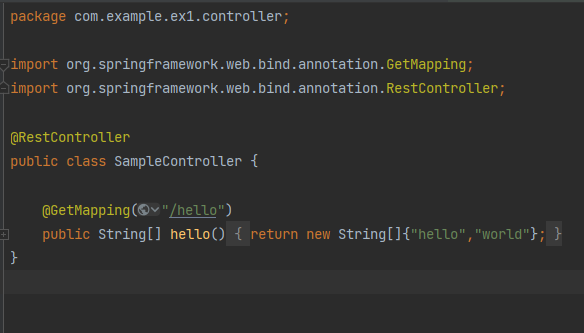 package com.example.ex1.controller;
import org.springframework.web.bind.annotation.GetMapping;
import org.springframework.web.bind.annotation.RestController;
@RestController
public class SampleController {
@GetMapping("/hello")
public String[] hello() { return new String[]{"hello","world"}; }
}